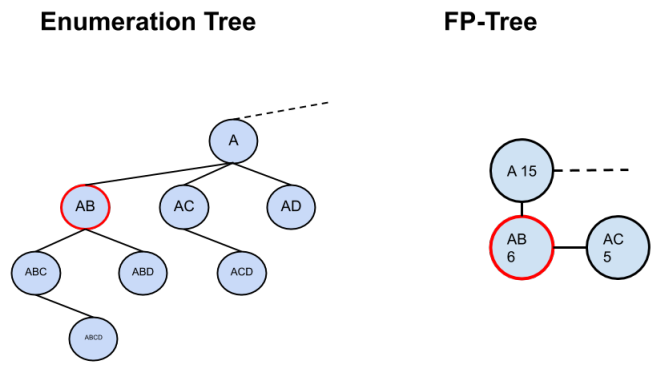 Enumeration Tree
FP-Tree
A
AB
AC
AD
ABC
ABD
ACD
ABCD
A 15
AB
6
AC
5